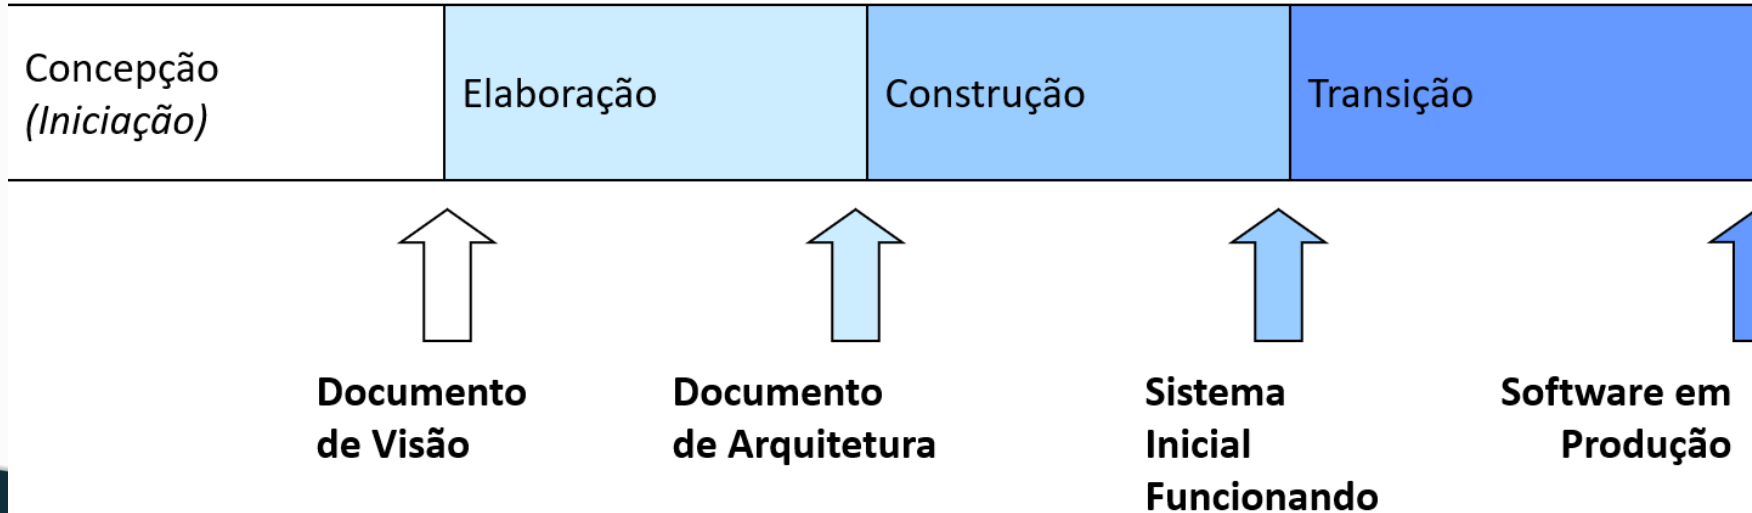 Concepção
(Iniciação)
Elaboração
Construção
Transição
Documento
de Visão
Documento
de Arquitetura
Sistema
Inicial
Funcionando
Software em
Produção